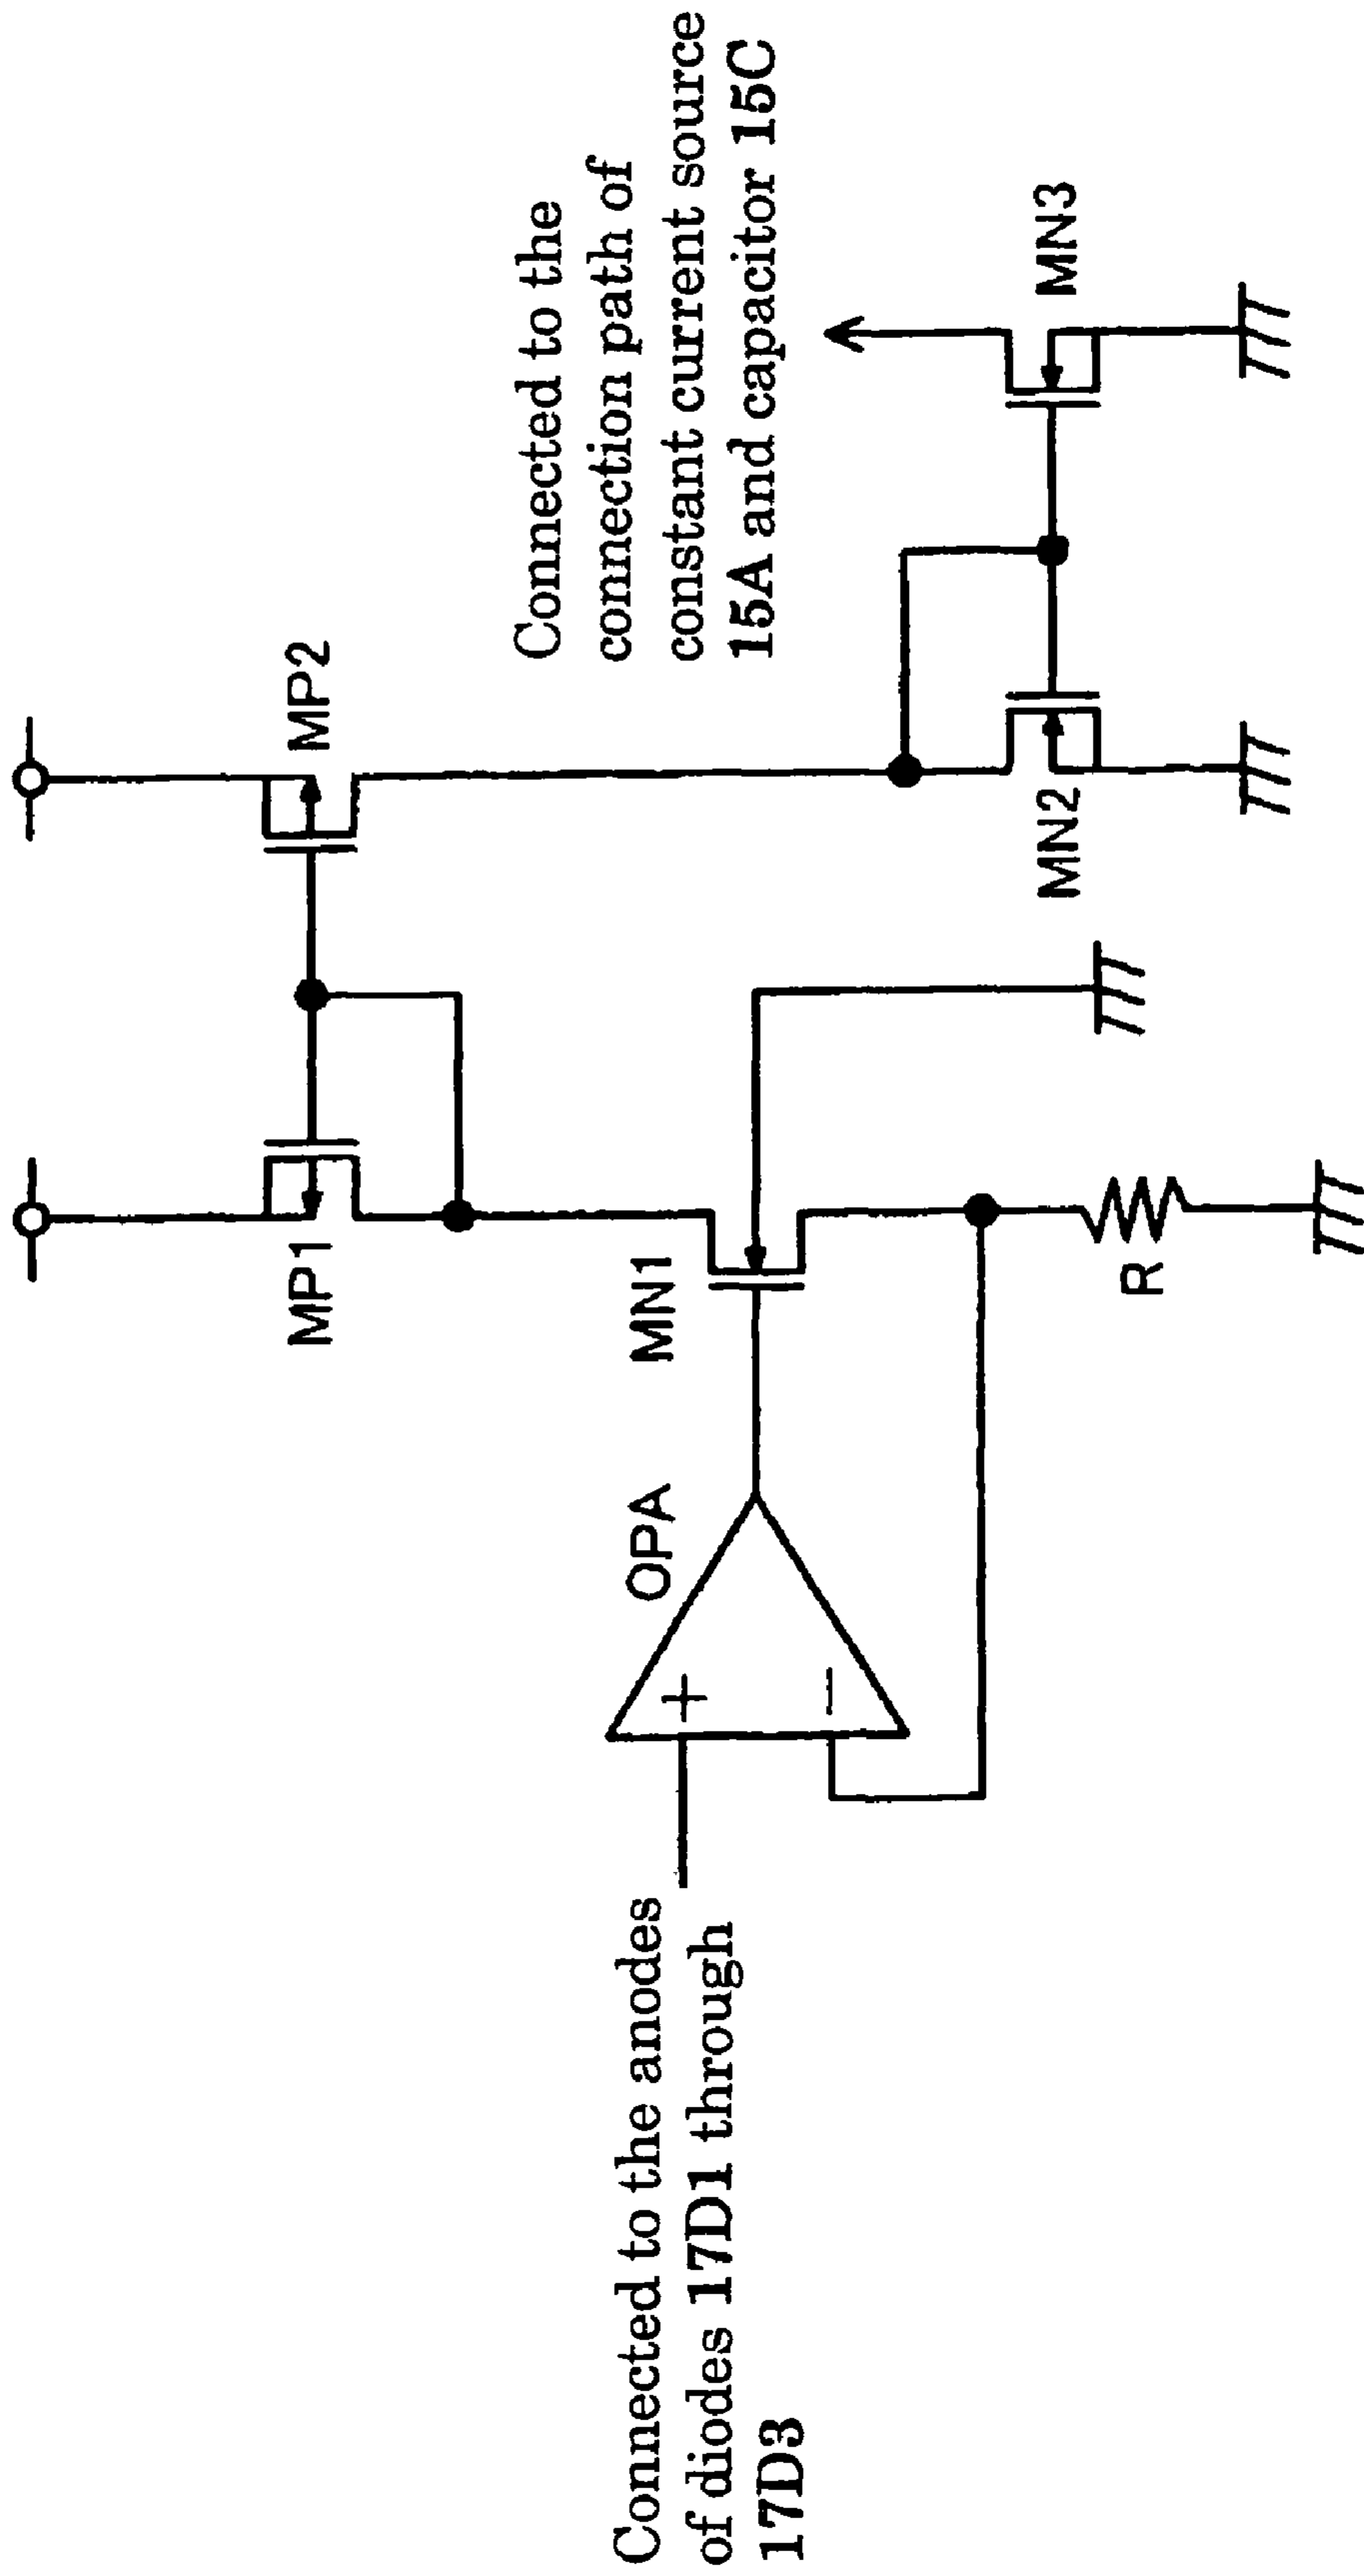 MP1
MP2
Connected to the
connection path of
constant current source
15A and capacitor 15C
OPA
MN1
+
−
Connected to the anodes
of diodes 17D1 through
17D3
R
MN2
MN3